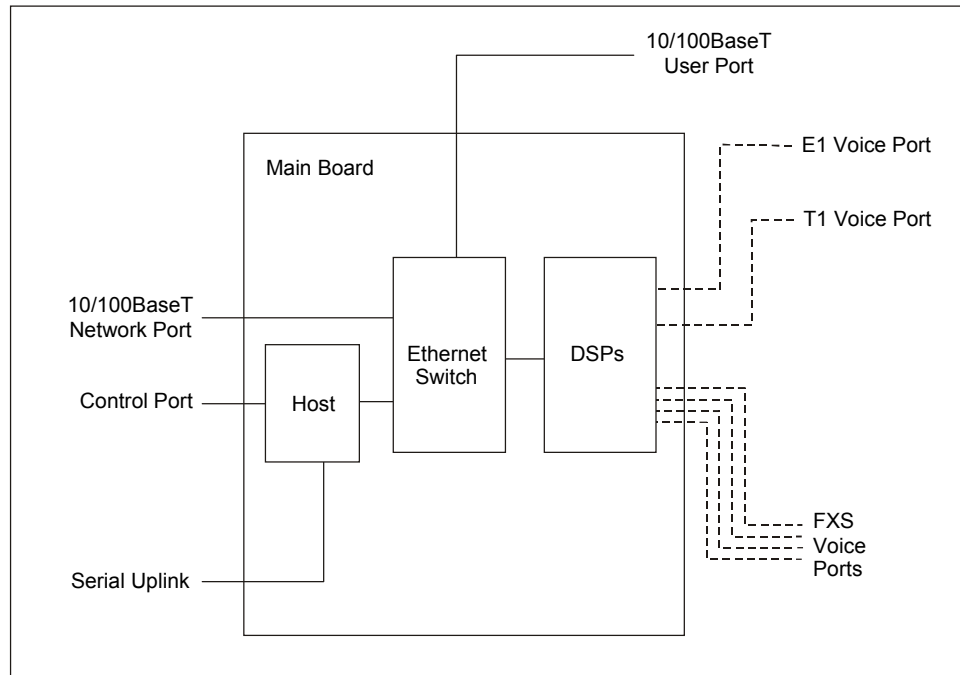 10/100BaseT
User Port
E1 Voice Port
Main Board
T1 Voice Port
10/100BaseT
Network Port
Ethernet
Switch
DSPs
Control Port
Host
FXS
Voice
Ports
Serial Uplink